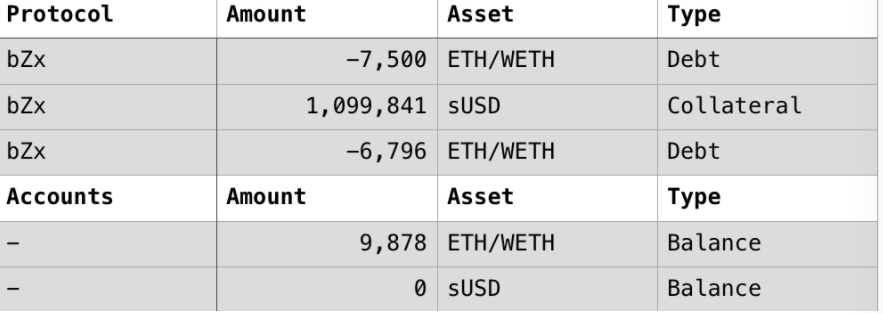 Protocol Amount Asset Type
bZx −7,500 ETH/WETH Debt
bZx 1,099,841 sUSD Collateral
bZx −6,796 ETH/WETH Debt
Accounts Amount Asset Type
− 9,878 ETH/WETH Balance
− 0 sUSD Balance